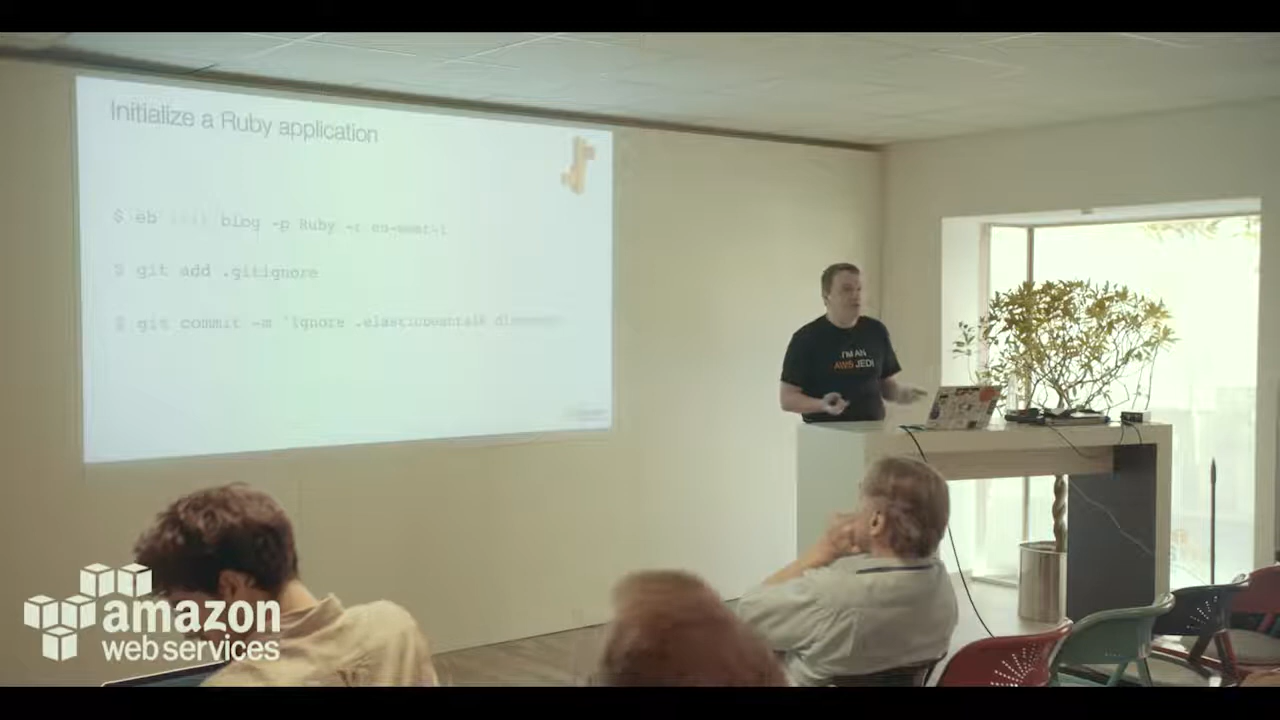 Initialize a Ruby application
$ eb init blog -p Ruby -r
$ git add .gitignore
$ git commit -m 'Ignore .elasticbeanstalk
I'M AN
AWS JEDI
amazon
web services